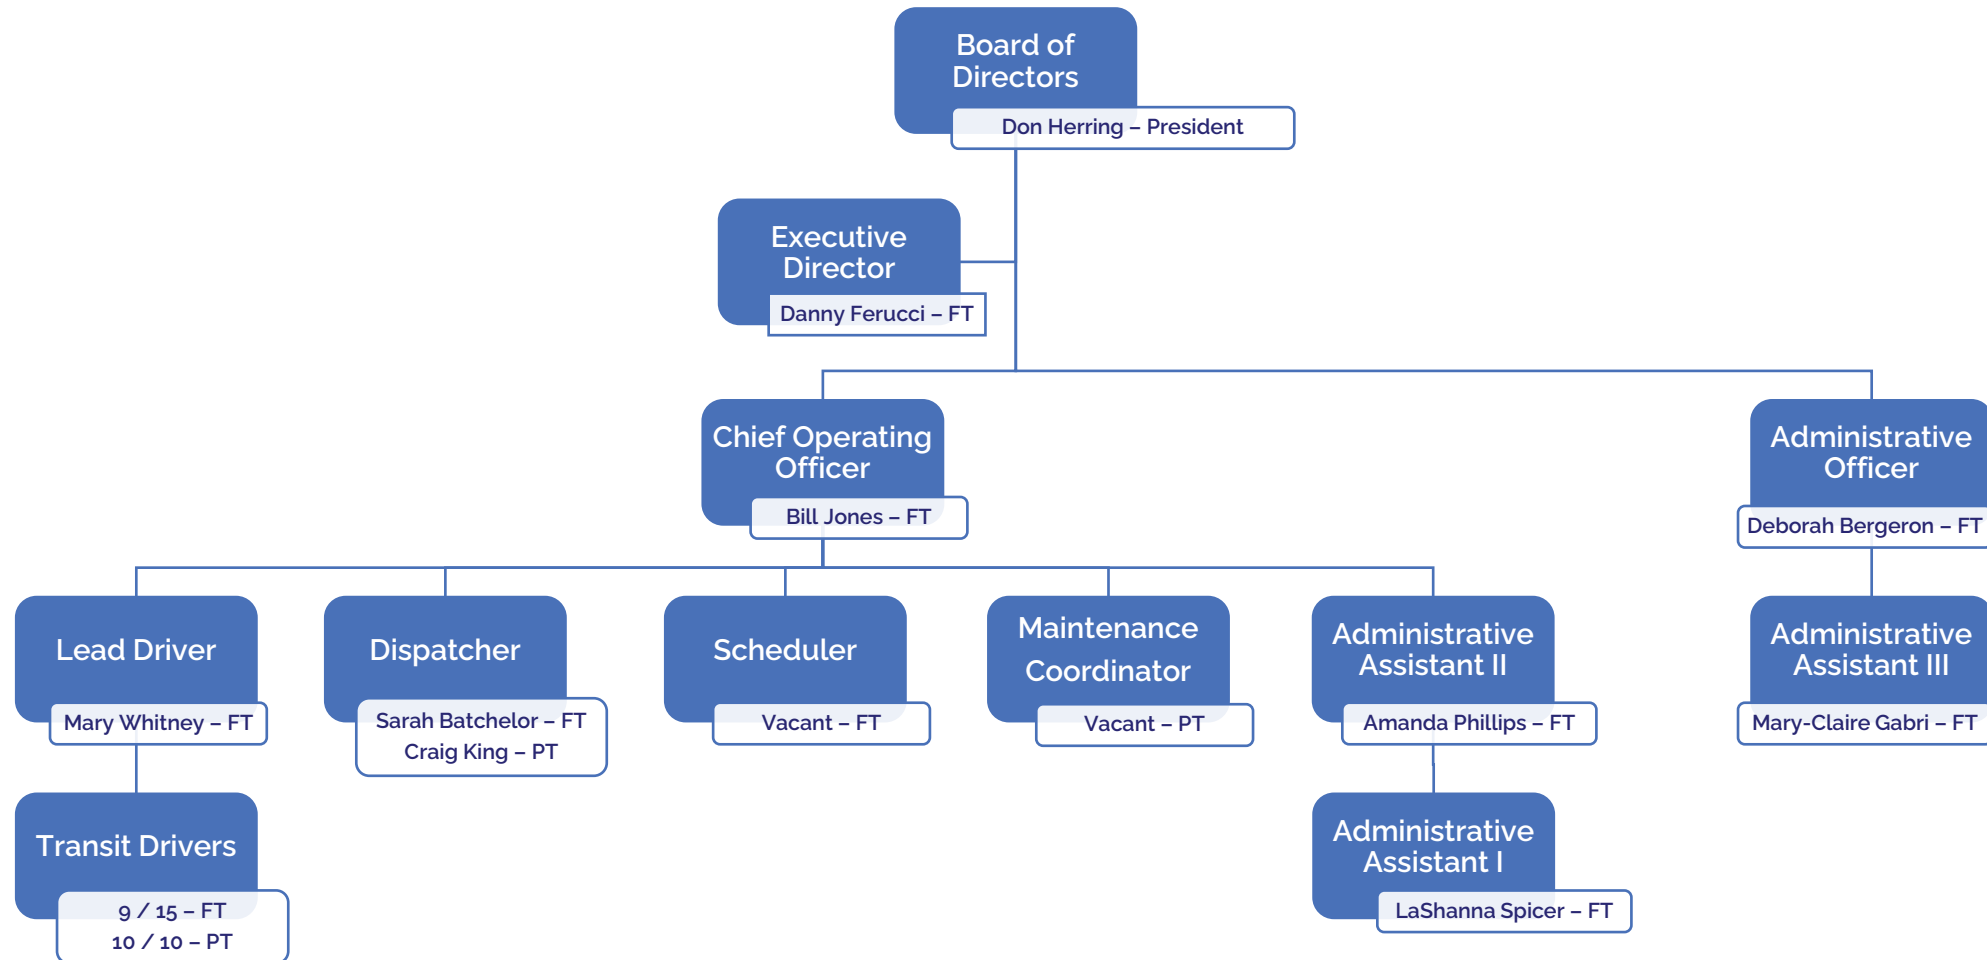 Board of
Directors
Don Herring – President
Executive
Director
Danny Ferucci – FT
Chief Operating
Officer
Bill Jones – FT
Administrative
Officer
Deborah Bergeron – FT
Lead Driver
Mary Whitney – FT
Dispatcher
Sarah Batchelor – FT
Craig King – PT
Scheduler
Vacant – FT
Maintenance
Coordinator
Vacant – PT
Administrative
Assistant II
Amanda Phillips – FT
Administrative
Assistant III
Mary-Claire Gabri – FT
Transit Drivers
9 / 15 – FT
10 / 10 – PT
Administrative
Assistant I
LaShanna Spicer – FT